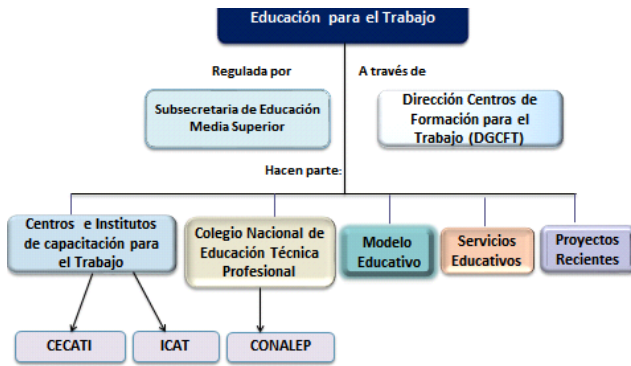 Educación para el Trabajo
Regulada por
A través de
Subsecretaria de Educación
Media Superior
Dirección Centros de
Formación para el
Trabajo (DGCFT)
Hacen parte:
Centros e Institutos
de capacitación para
el Trabajo
Colegio Nacional de
Educación Técnica
Profesional
Modelo
Educativo
Servicios
Educativos
Proyectos
Recientes
CECATI
ICAT
CONALEP